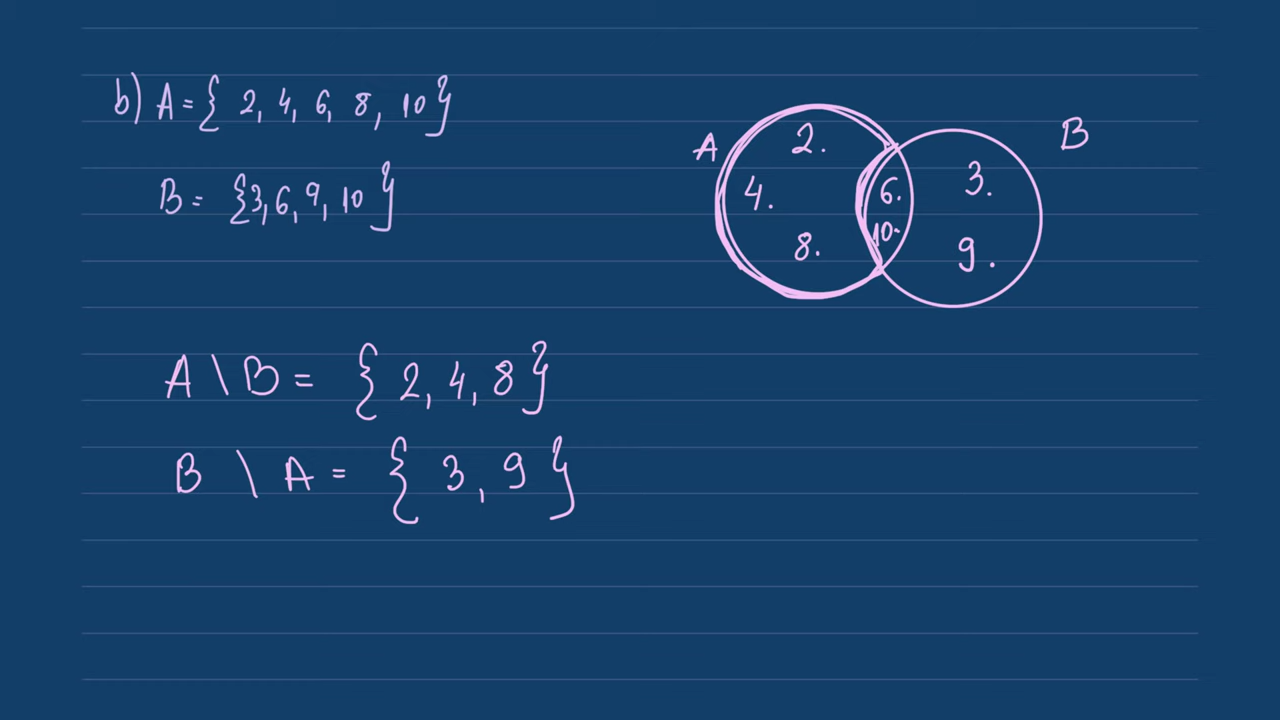 b) A = { 2, 4, 6, 8, 10 }
B = {3, 6, 9, 10 }
A
B
2.
4.
8.
6.
10.
3.
9.
A \ B = { 2, 4, 8 }
B \ A = { 3, 9 }